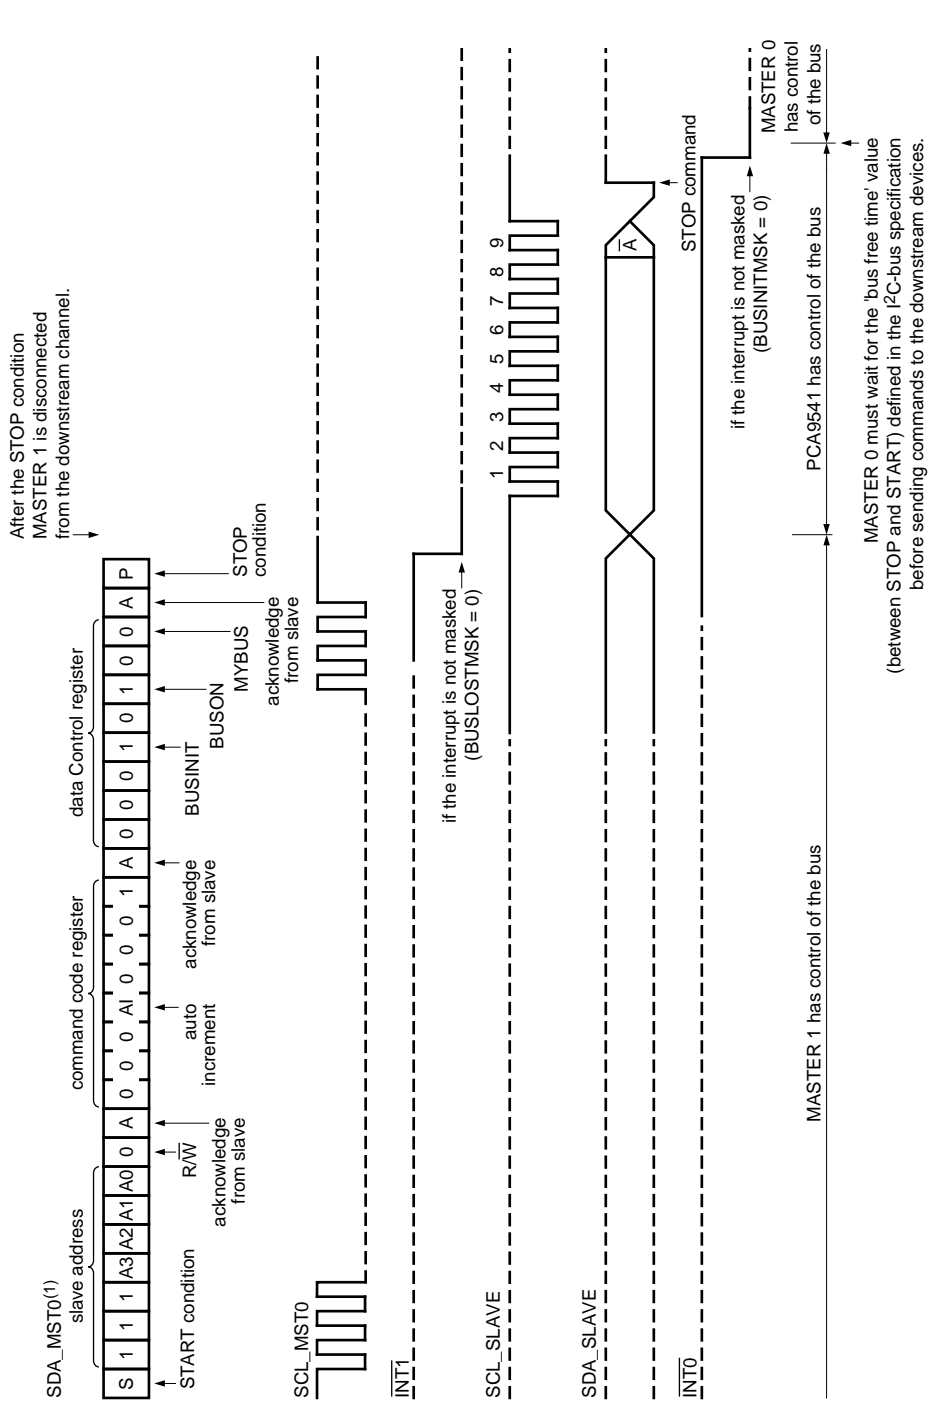 After the STOP condition
MASTER 1 is disconnected
from the downstream channel.
SDA_MST0(1)
slave address
command code register
data Control register
S 1 1 1 A3 A2 A1 A0 0 A 0 0 0 AI 0 0 0 1 A 0 0 0 1 0 1 0 0 A P
START condition
R/W
acknowledge
from slave
auto
increment
acknowledge
from slave
BUSINIT
BUSON
MYBUS
acknowledge
from slave
STOP
condition
SCL_MST0
INT1
if the interrupt is not masked
(BUSLOSTMSK = 0)
SCL_SLAVE
1 2 3 4 5 6 7 8 9
SDA_SLAVE
A
STOP command
INT0
if the interrupt is not masked
(BUSINITMSK = 0)
MASTER 1 has control of the bus
PCA9541 has control of the bus
MASTER 0
has control
of the bus
MASTER 0 must wait for the 'bus free time' value
(between STOP and START) defined in the I2C-bus specification
before sending commands to the downstream devices.